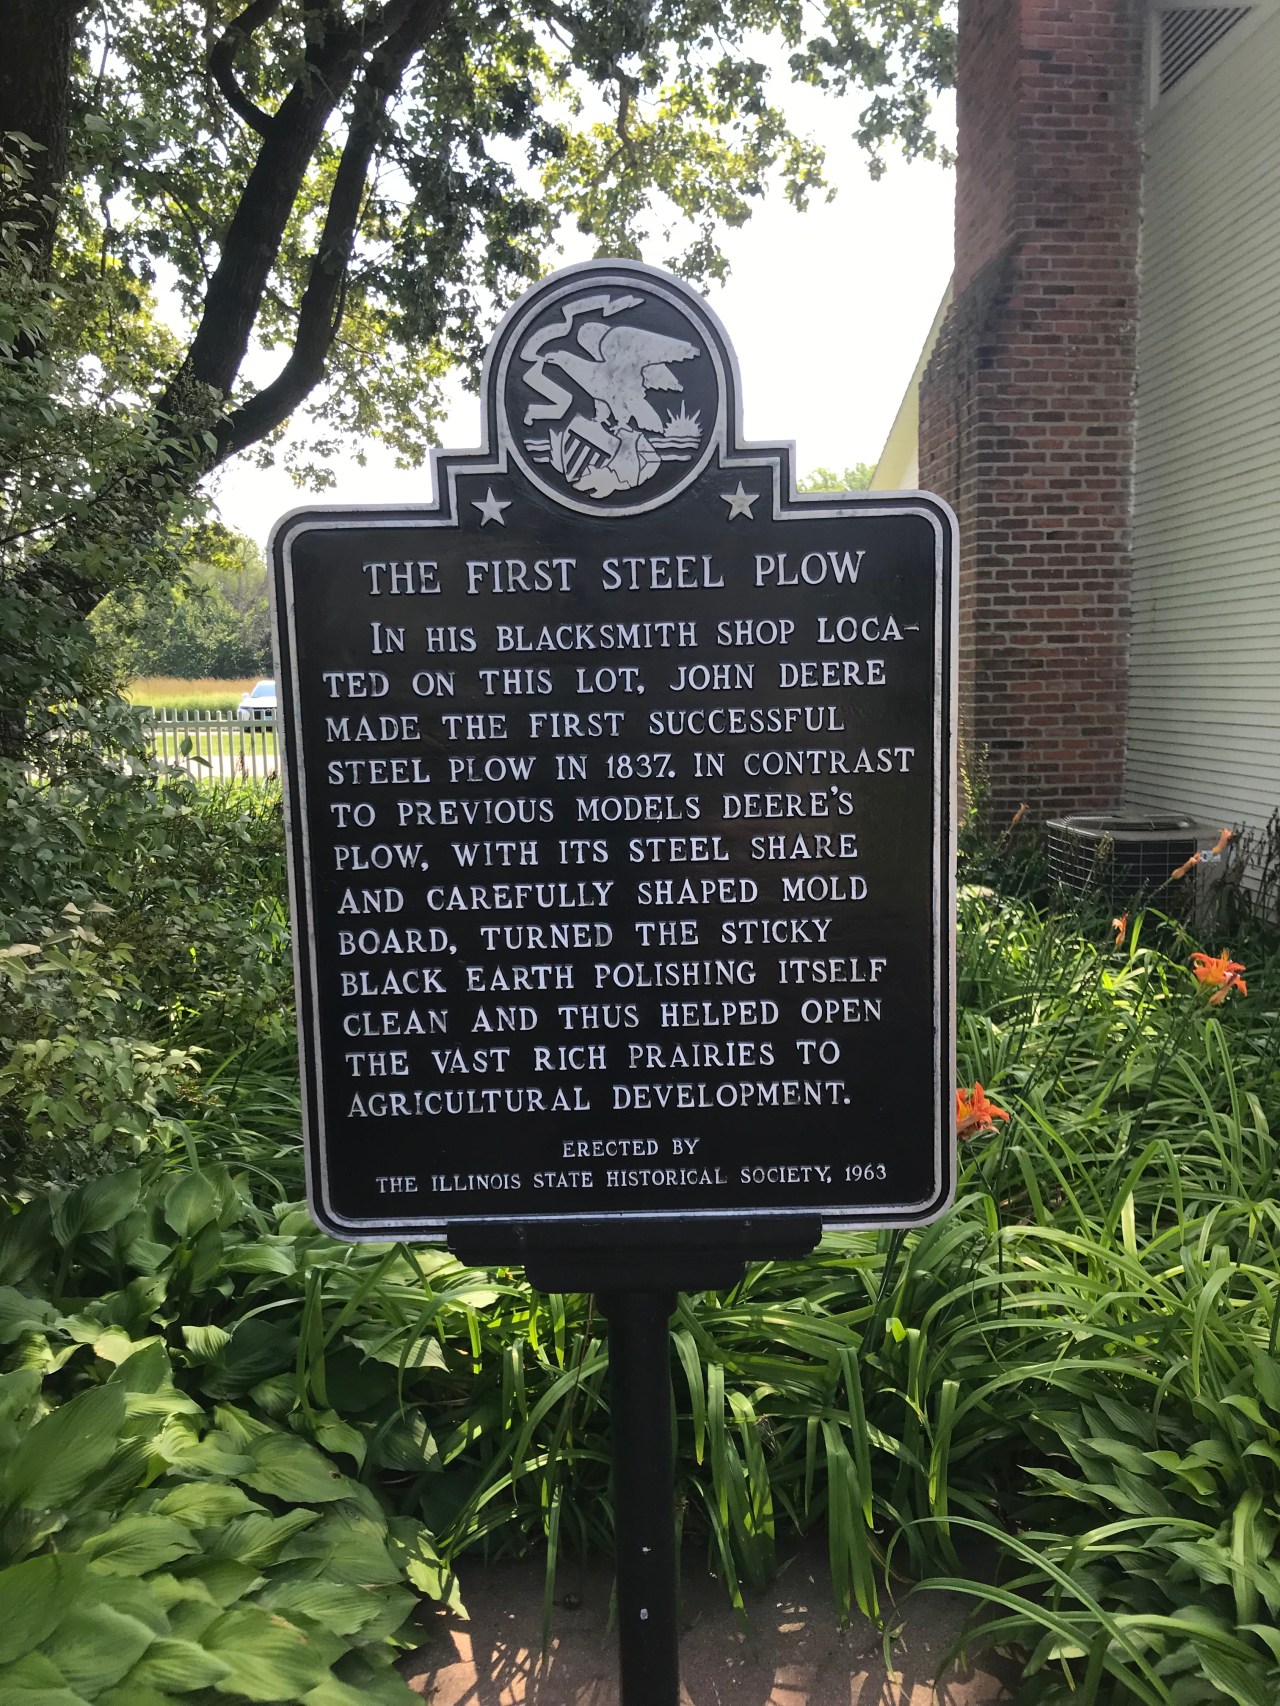 THE FIRST STEEL PLOW
IN HIS BLACKSMITH SHOP LOCA-
TED ON THIS LOT, JOHN DEERE
MADE THE FIRST SUCCESSFUL
STEEL PLOW IN 1837. IN CONTRAST
TO PREVIOUS MODELS DEERE'S
PLOW, WITH ITS STEEL SHARE
AND CAREFULLY SHAPED MOLD
BOARD, TURNED THE STICKY
BLACK EARTH POLISHING ITSELF
CLEAN AND THUS HELPED OPEN
THE VAST RICH PRAIRIES TO
AGRICULTURAL DEVELOPMENT.
ERECTED BY
THE ILLINOIS STATE HISTORICAL SOCIETY, 1963